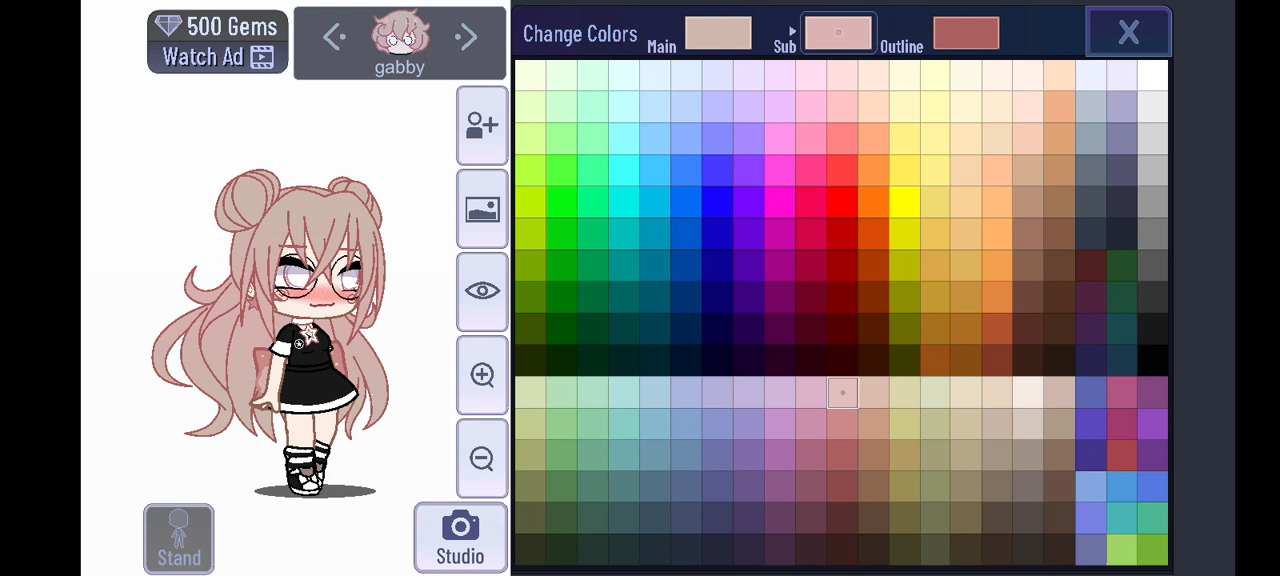 500 Gems
Watch Ad
gabby
Change Colors
Main
Sub
Outline
X
Stand
Studio